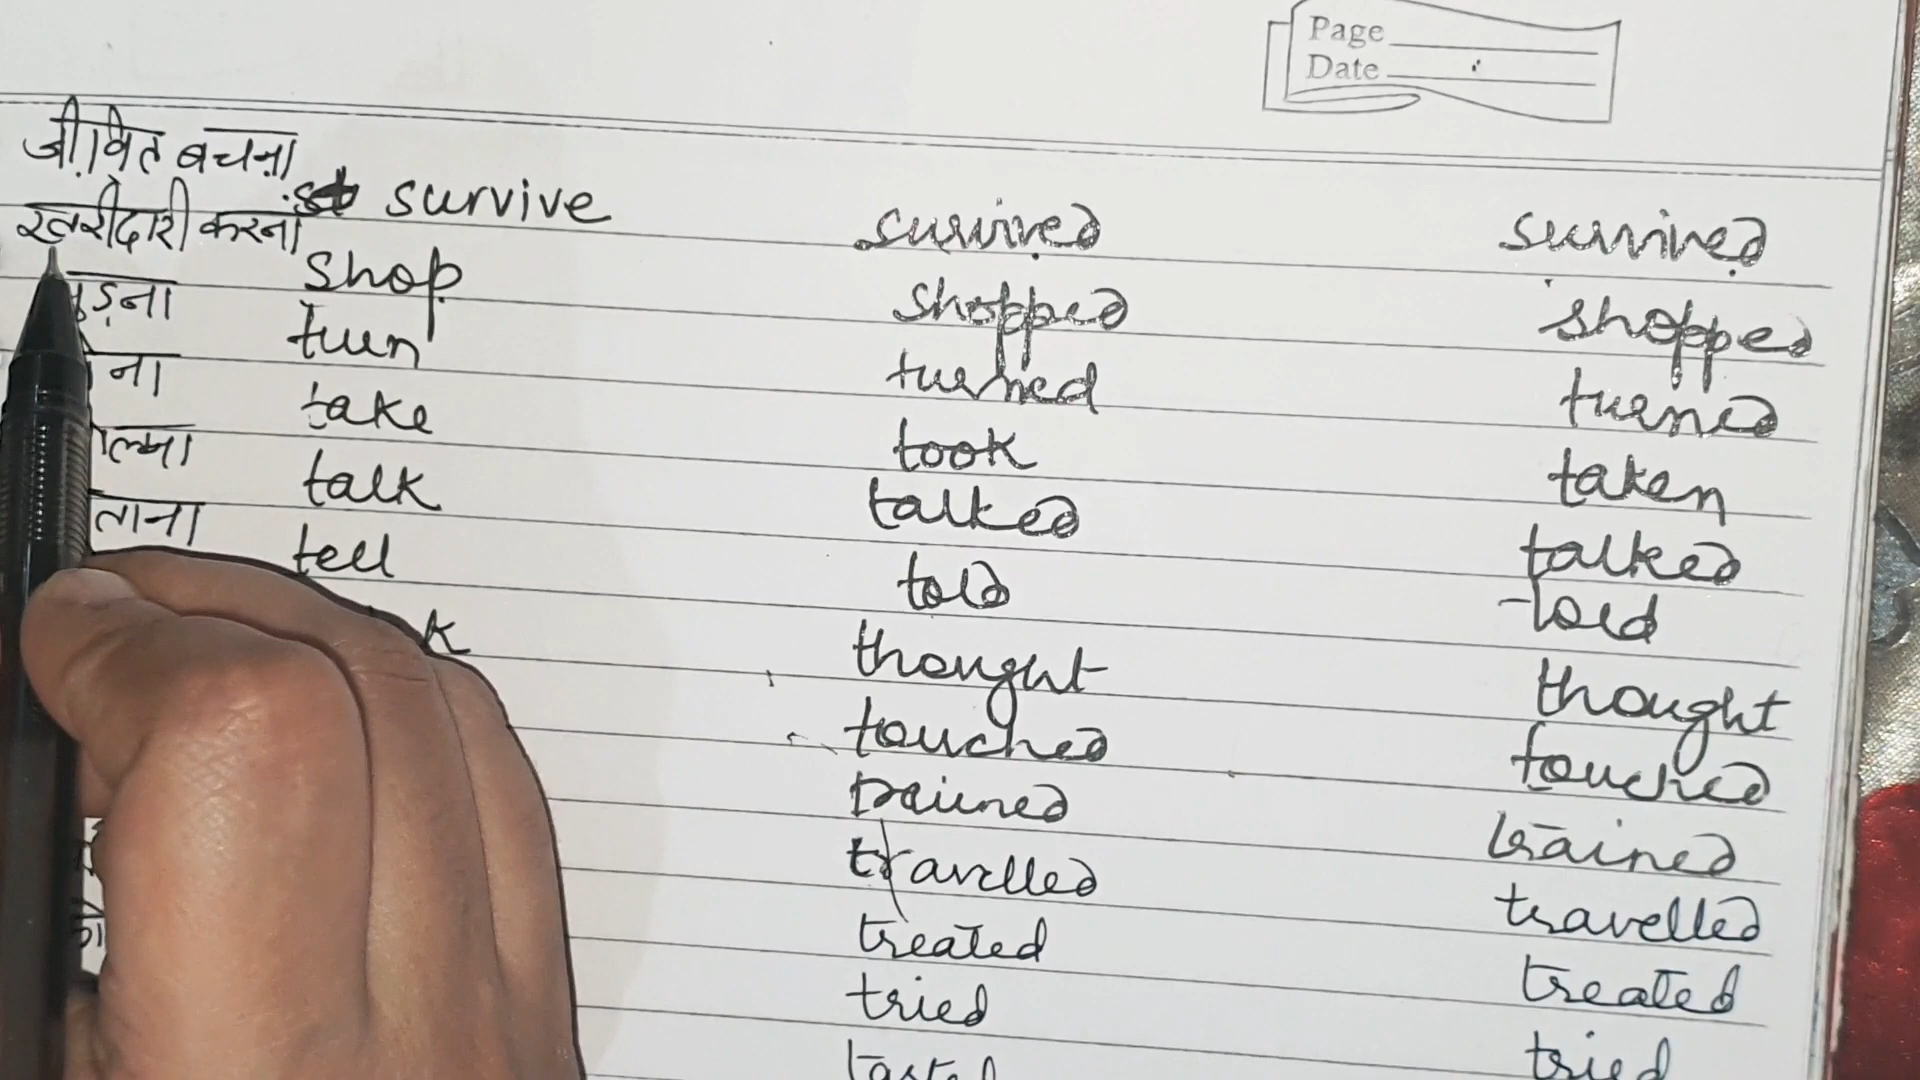 Page
Date
जीवित बचना survive survived survived
खरीदारी करना shop shopped shopped
turn turned turned
take took taken
talk talked talked
tell told told
thought thought
touched touched
trained trained
travelled travelled
treated treated
tried tried